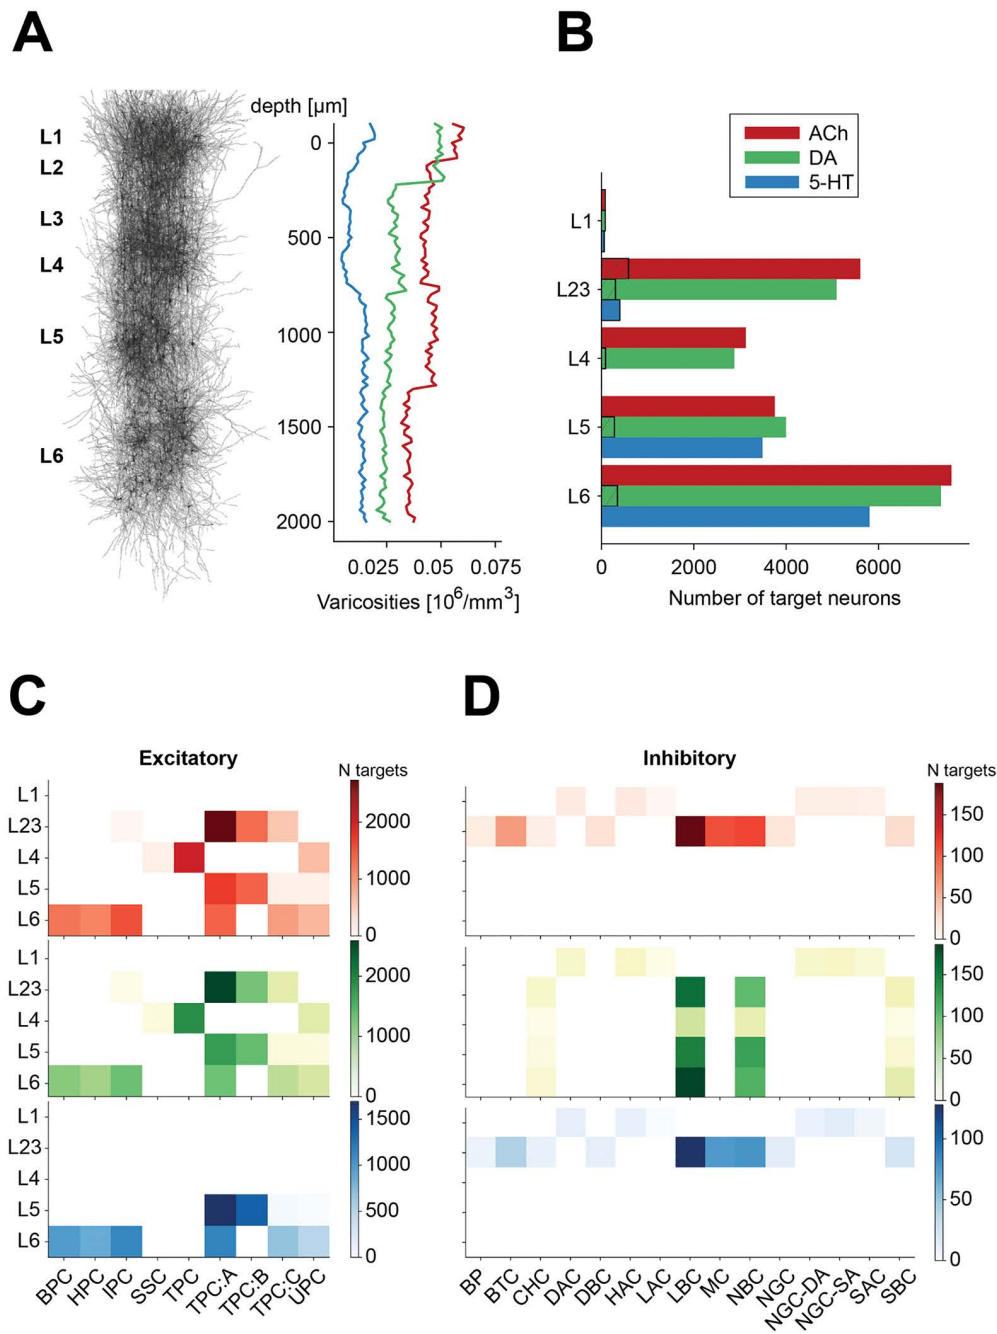 A
B
depth [µm]
L1
L2
L3
L4
L5
L6
0
500
1000
1500
2000
0.025 0.05 0.075
Varicosities [10⁶/mm³]
ACh
DA
5-HT
L1
L23
L4
L5
L6
0 2000 4000 6000
Number of target neurons
C
D
Excitatory
N targets
L1
L23
L4
L5
L6
2000
1000
0
L1
L23
L4
L5
L6
2000
1000
0
L1
L23
L4
L5
L6
1500
1000
500
0
BPC HPC IPC SSC TPC TPC:A TPC:B TPC:C UPC
Inhibitory
N targets
150
100
50
0
150
100
50
0
100
50
0
BP BTC CHC DAC DBC HAC LAC LBC MC NBC NGC NGC-DA NGC-SA SAC SBC